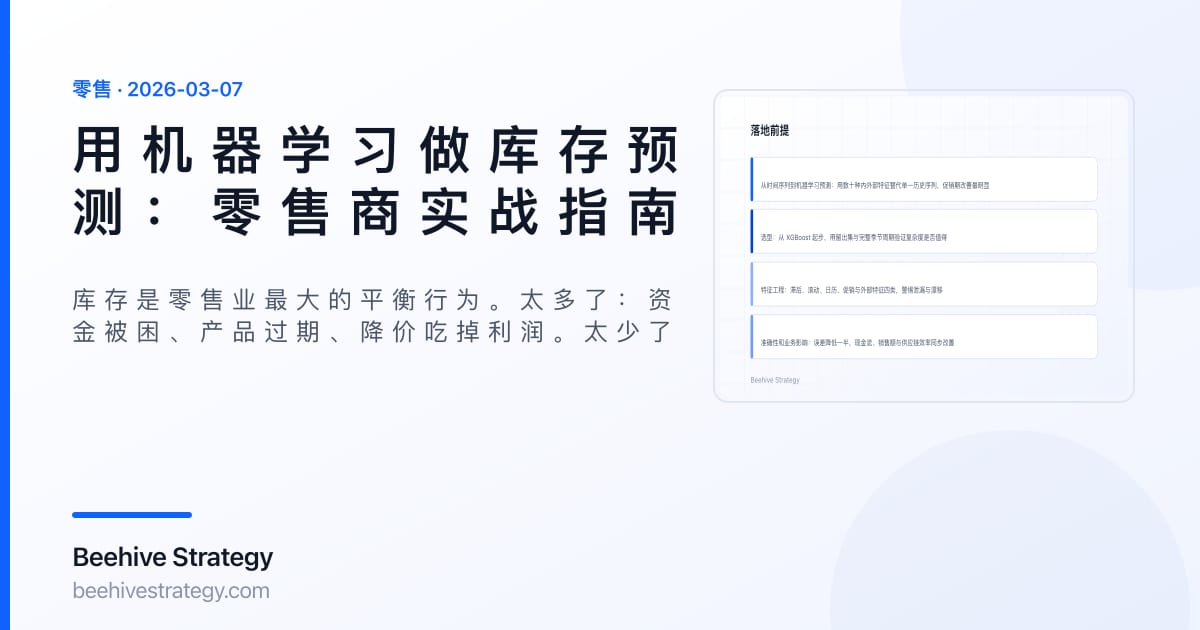 零售 · 2026-03-07
用机器学习做库存预
测：零售商实战指南
库存是零售业最大的平衡行为。太多了：资
金被困、产品过期、降价吃掉利润。太少了
Beehive Strategy
beehivestrategy.com
落地前提
从时间序列到机器学习预测：用数十种内外部特征替代单一历史序列，促销期改善最明显
选型：从 XGBoost 起步，用留出集与完整季节周期验证复杂度是否值得
特征工程：滞后、滚动、日历、促销与外部特征四类，警惕泄漏与漂移
准确性和业务影响：误差降低一半，现金流、销售额与供应链效率同步改善
Beehive Strategy